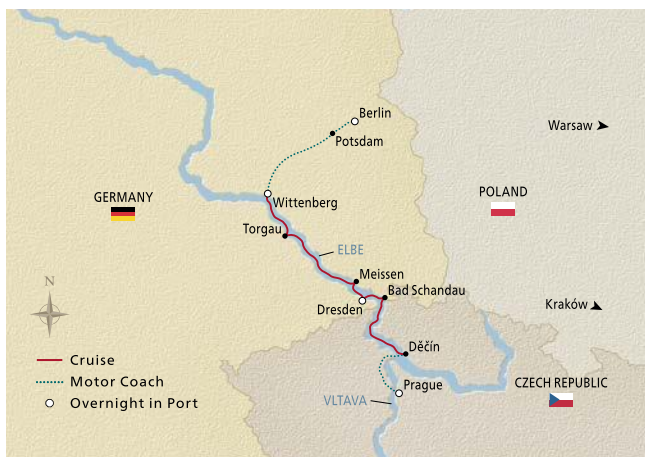 Berlin
Warsaw
Potsdam
GERMANY
POLAND
Wittenberg
Torgau
ELBE
Meissen
Bad Schandau
N
Dresden
Kraków
Děčín
Cruise
Motor Coach
Prague
CZECH REPUBLIC
Overnight in Port
VLTAVA